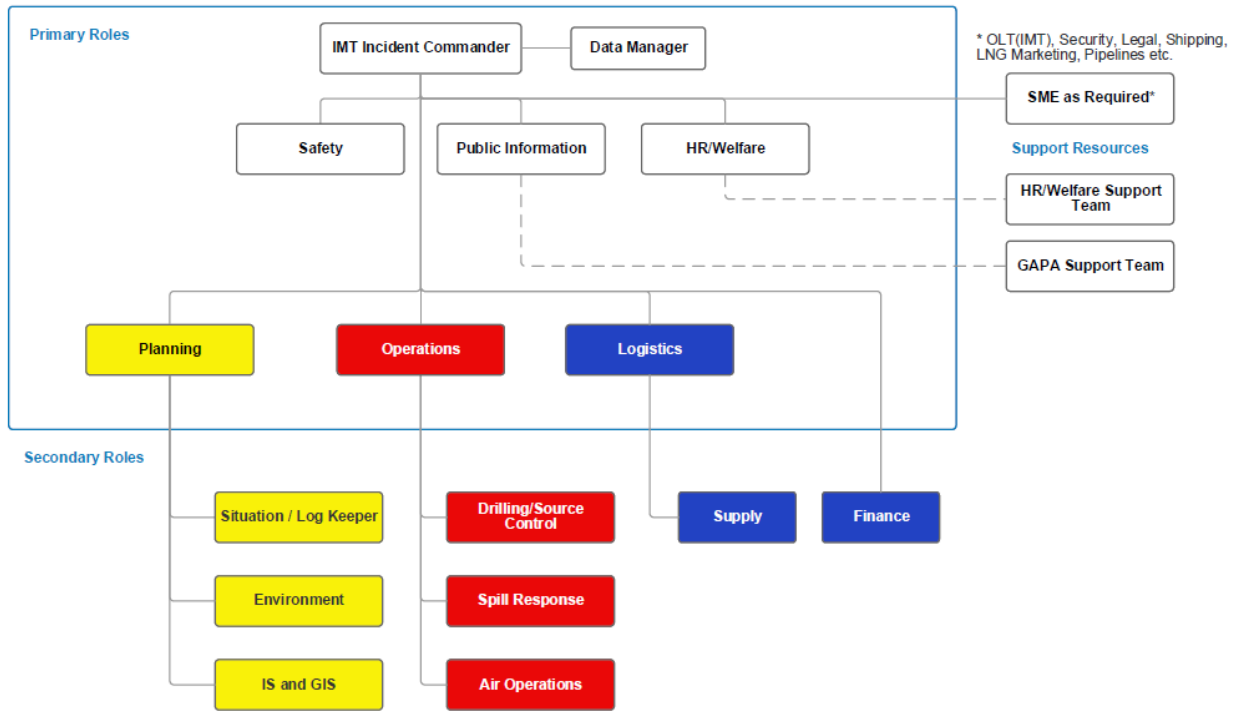 Primary Roles
IMT Incident Commander
Data Manager
* OLT(IMT), Security, Legal, Shipping,
LNG Marketing, Pipelines etc.
SME as Required*
Safety
Public Information
HR/Welfare
Support Resources
HR/Welfare Support
Team
GAPA Support Team
Planning
Operations
Logistics
Secondary Roles
Situation / Log Keeper
Drilling/Source
Control
Supply
Finance
Environment
Spill Response
IS and GIS
Air Operations